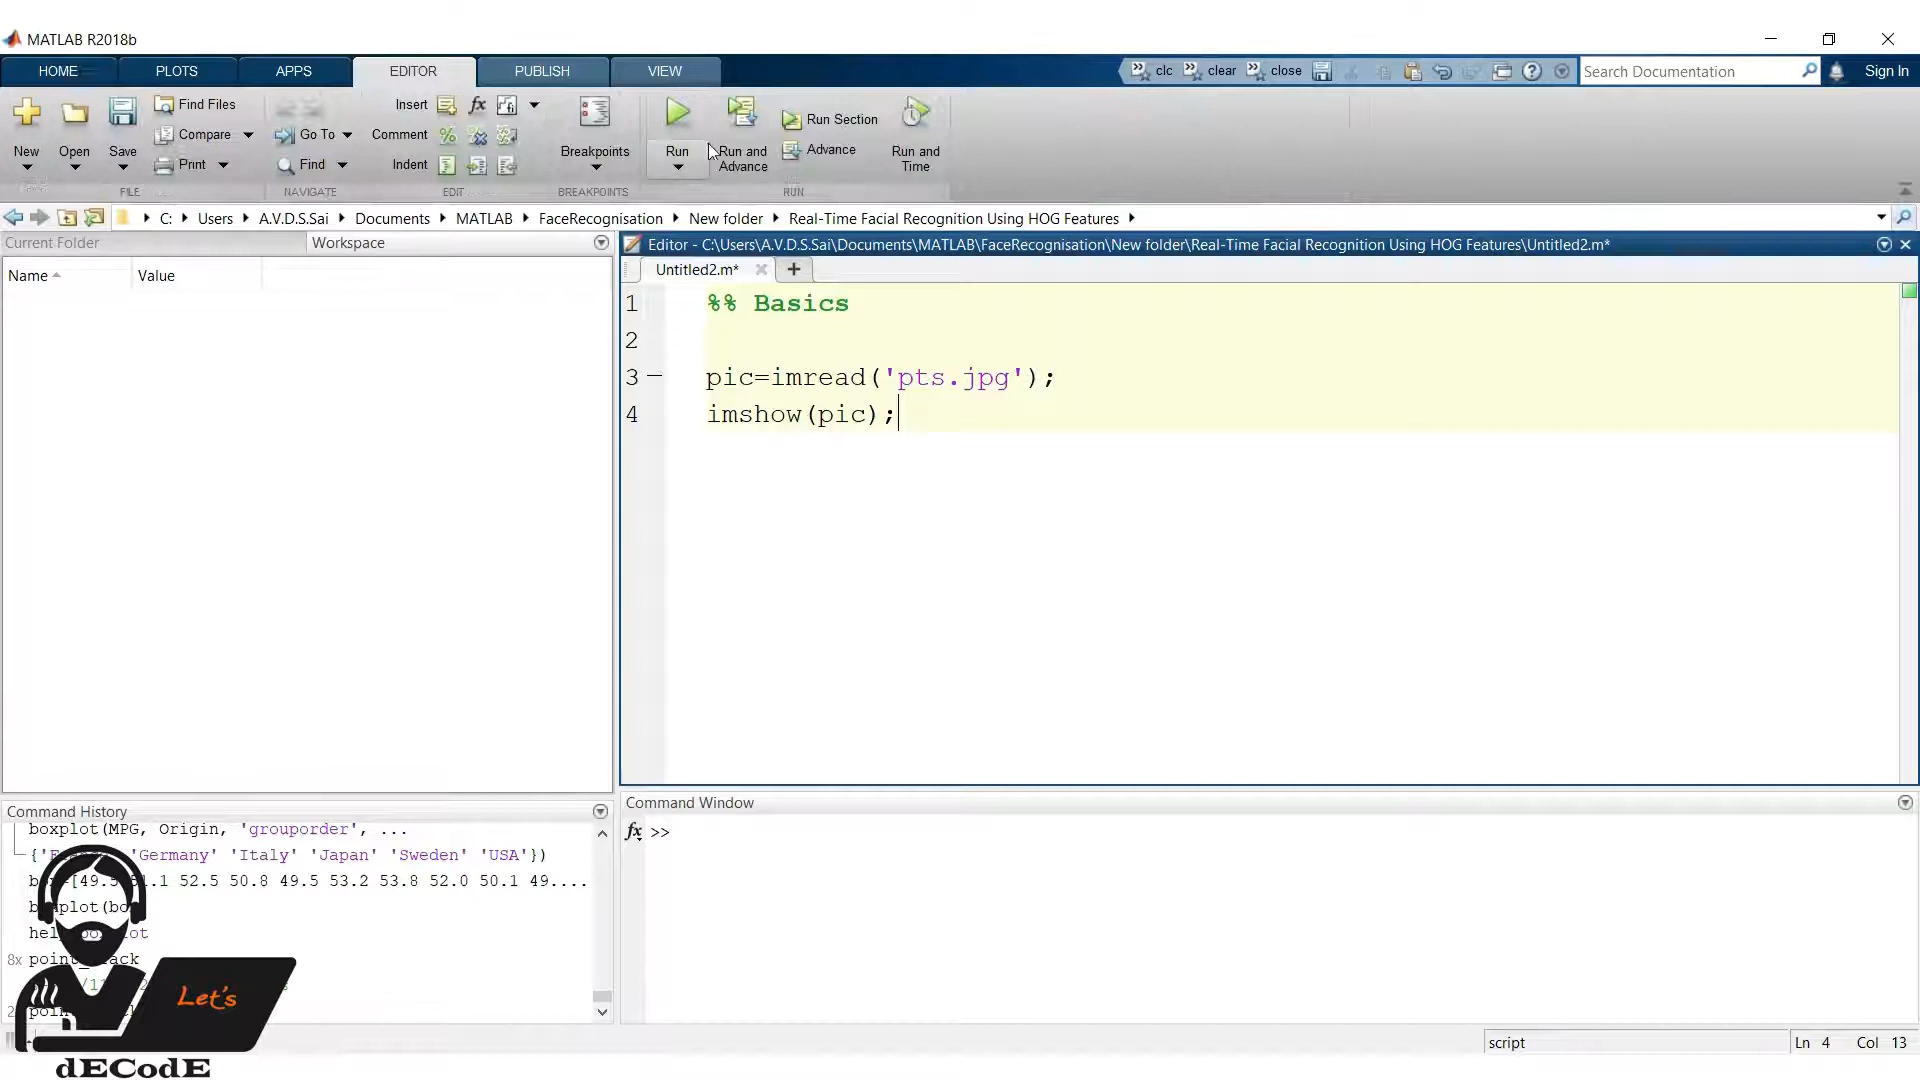 MATLAB R2018b
HOME PLOTS APPS EDITOR PUBLISH VIEW
clc clear close Search Documentation Sign In
New Open Save Find Files Compare Print
FILE
Go To Find
NAVIGATE
Insert fx
Comment
Indent
EDIT
Breakpoints
BREAKPOINTS
Run Run and Advance Run Section Advance Run and Time
RUN
C: Users A.V.D.S.Sai Documents MATLAB FaceRecognisation New folder Real-Time Facial Recognition Using HOG Features
Current Folder Workspace
Name Value
Editor - C:\Users\A.V.D.S.Sai\Documents\MATLAB\FaceRecognisation\New folder\Real-Time Facial Recognition Using HOG Features\Untitled2.m*
Untitled2.m*
1 %% Basics
2
3 pic=imread('pts.jpg');
4 imshow(pic);
Command History
boxplot(MPG, Origin, 'grouporder', ...
'Germany' 'Italy' 'Japan' 'Sweden' 'USA'})
52.5 50.8 49.5 53.2 53.8 52.0 50.1 49....
8x
Command Window
fx >>
Let's
dECodE
script Ln 4 Col 13